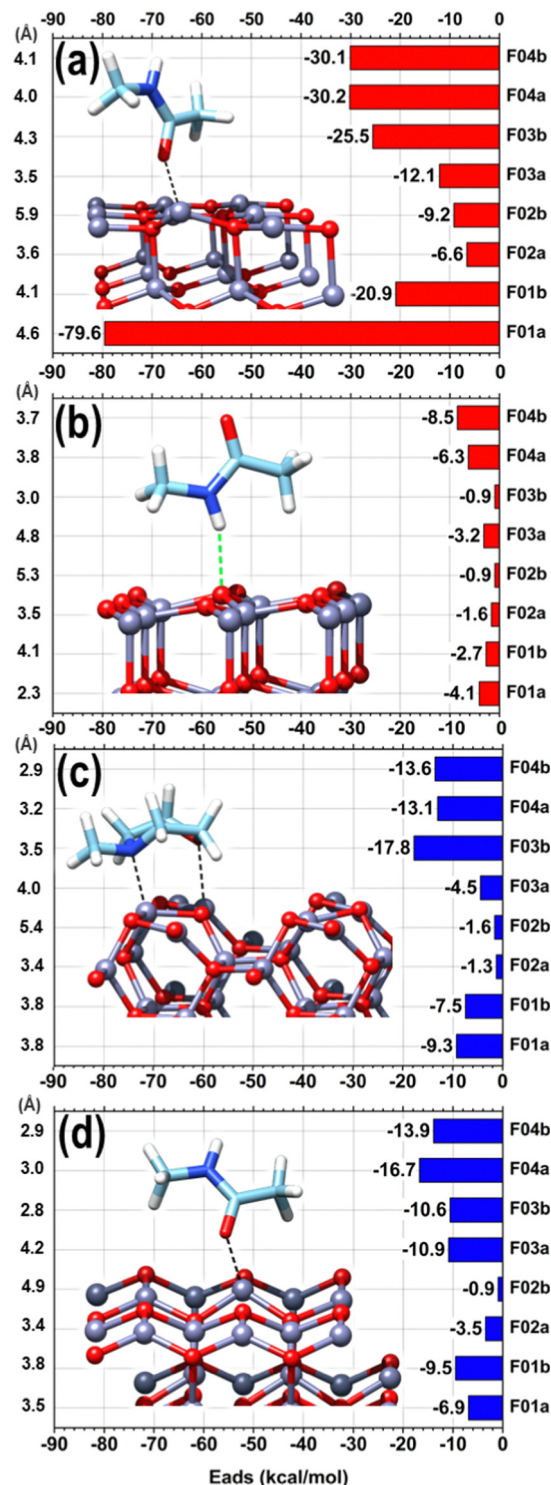 -90 -80 -70 -60 -50 -40 -30 -20 -10 0
(Å)
(a)
4.1 -30.1 F04b
4.0 -30.2 F04a
4.3 -25.5 F03b
3.5 -12.1 F03a
5.9 -9.2 F02b
3.6 -6.6 F02a
4.1 -20.9 F01b
4.6 -79.6 F01a
-90 -80 -70 -60 -50 -40 -30 -20 -10 0
(Å)
(b)
3.7 -8.5 F04b
3.8 -6.3 F04a
3.0 -0.9 F03b
4.8 -3.2 F03a
5.3 -0.9 F02b
3.5 -1.6 F02a
4.1 -2.7 F01b
2.3 -4.1 F01a
-90 -80 -70 -60 -50 -40 -30 -20 -10 0
(Å)
(c)
2.9 -13.6 F04b
3.2 -13.1 F04a
3.5 -17.8 F03b
4.0 -4.5 F03a
5.4 -1.6 F02b
3.4 -1.3 F02a
3.8 -7.5 F01b
3.8 -9.3 F01a
-90 -80 -70 -60 -50 -40 -30 -20 -10 0
(Å)
(d)
2.9 -13.9 F04b
3.0 -16.7 F04a
2.8 -10.6 F03b
4.2 -10.9 F03a
4.9 -0.9 F02b
3.4 -3.5 F02a
3.8 -9.5 F01b
3.5 -6.9 F01a
-90 -80 -70 -60 -50 -40 -30 -20 -10 0
Eads (kcal/mol)